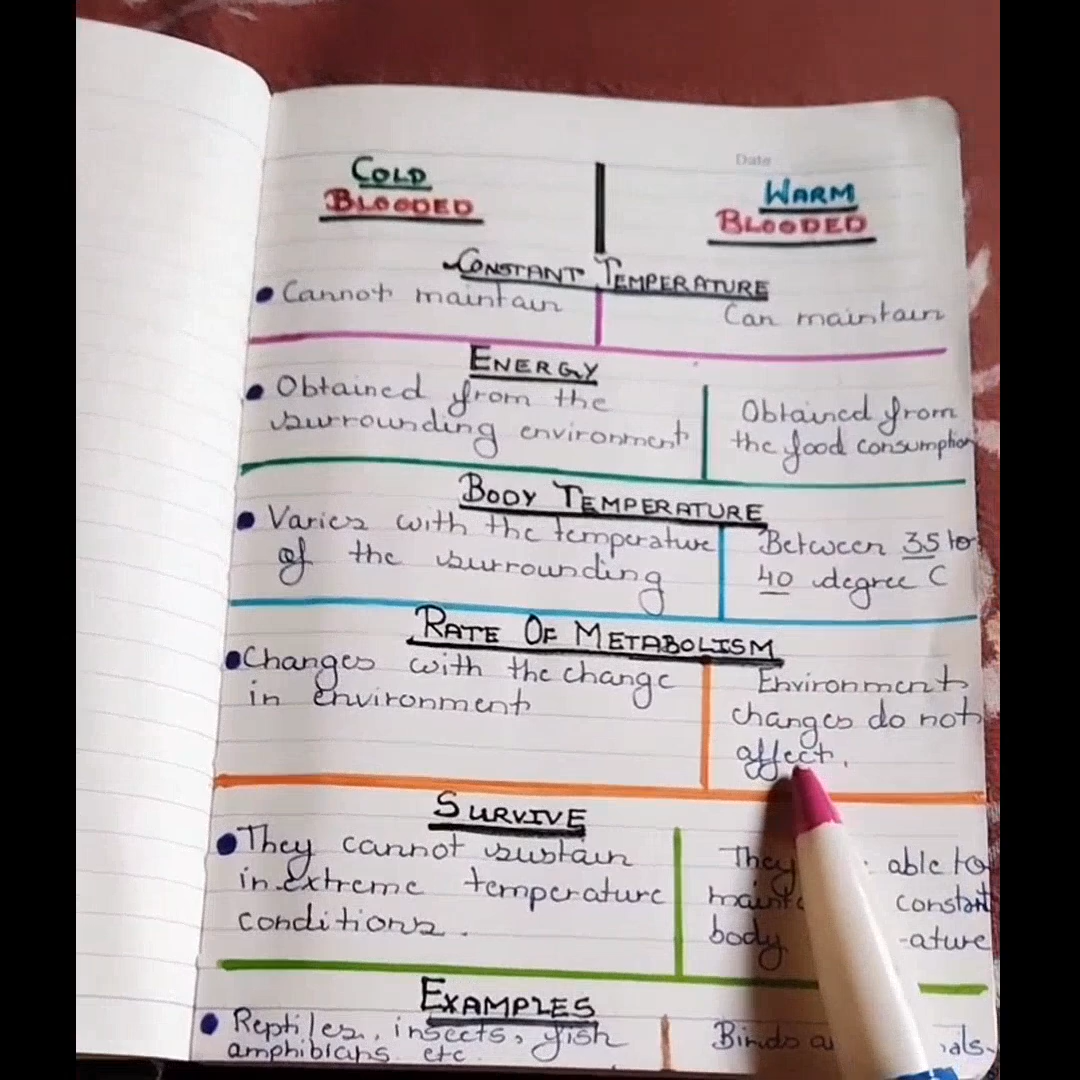 Date
COLD
BLOODED
WARM
BLOODED
CONSTANT TEMPERATURE
Cannot maintain
Can maintain
ENERGY
Obtained from the
surrounding environment
Obtained from
the food consumption
BODY TEMPERATURE
Varies with the temperature
of the surrounding
Between 35 to
40 degree C
RATE OF METABOLISM
Changes with the change
in environment
Environment
changes do not
affect.
SURVIVE
They cannot sustain
in extreme temperature
conditions.
They able to
constant
body -ature
EXAMPLES
Reptiles, insects, fish
amphibians etc
Birds